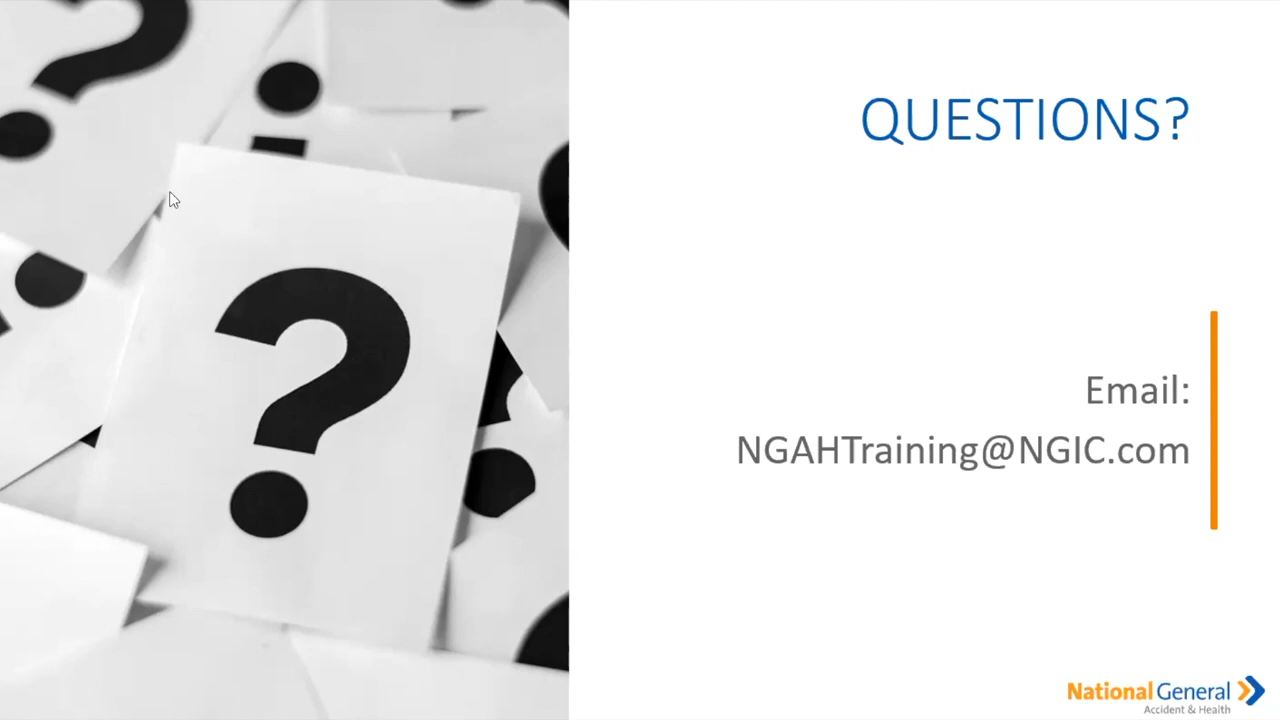 QUESTIONS?
Email:
NGAHTraining@NGIC.com
National General
Accident & Health
?